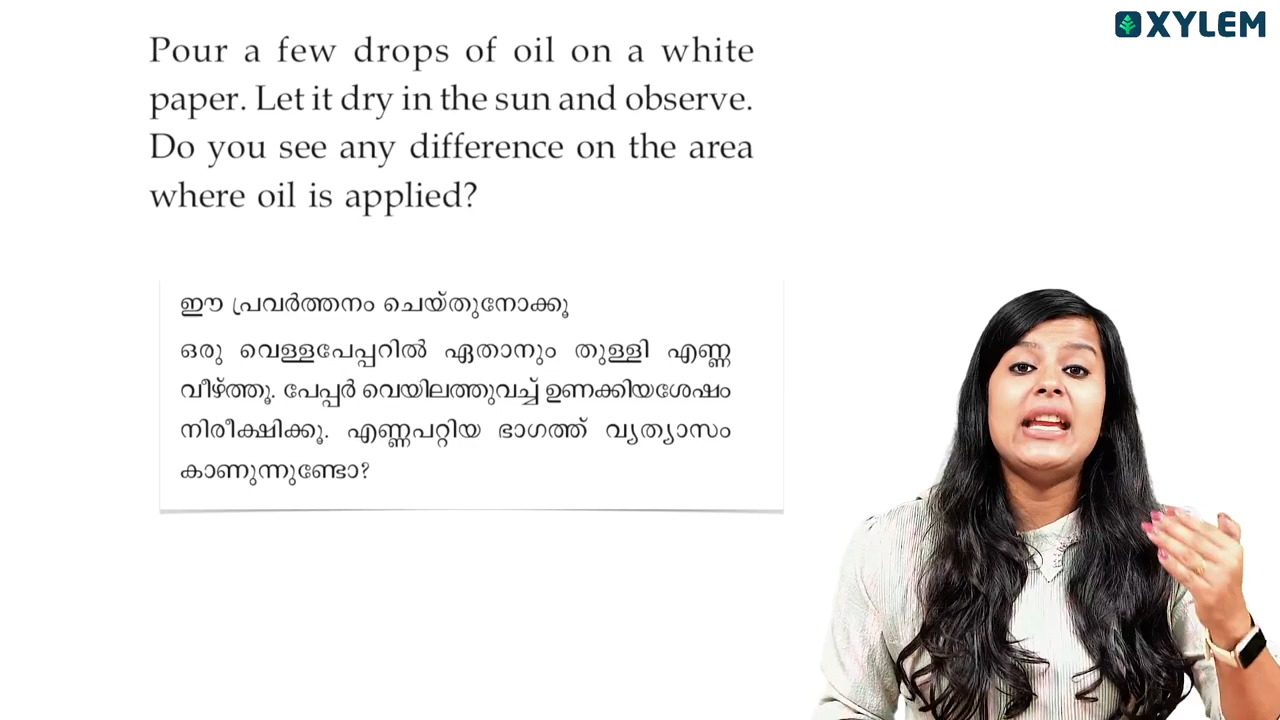 XYLEM
Pour a few drops of oil on a white
paper. Let it dry in the sun and observe.
Do you see any difference on the area
where oil is applied?
ഈ പ്രവർത്തനം ചെയ്തുനോക്കൂ
ഒരു വെള്ളപേപ്പറിൽ ഏതാനും തുള്ളി എണ്ണ
വീഴ്ത്തൂ. പേപ്പർ വെയിലത്തുവച്ച് ഉണക്കിയശേഷം
നിരീക്ഷിക്കൂ. എണ്ണപറ്റിയ ഭാഗത്ത് വ്യത്യാസം
കാണുന്നുണ്ടോ?